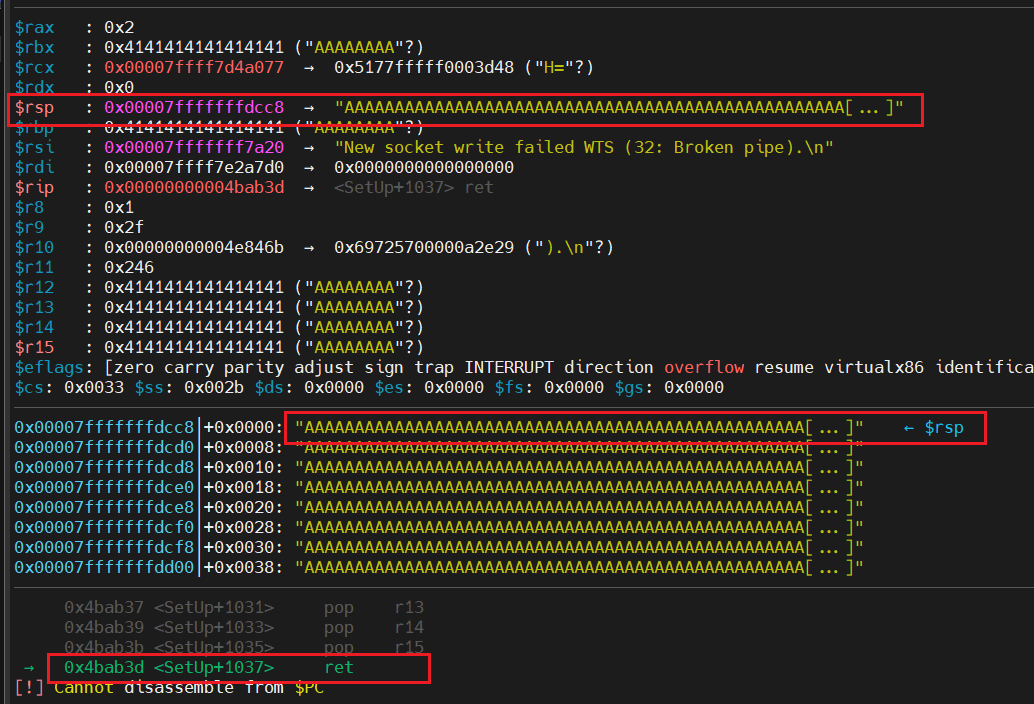 $rax : 0x2
$rbx : 0x4141414141414141 ("AAAAAAAA"?)
$rcx : 0x00007ffff7d4a077 → 0x5177fffff0003d48 ("H="?)
$rdx : 0x0
$rsp : 0x00007fffffffdcc8 → "AAAAAAAAAAAAAAAAAAAAAAAAAAAAAAAAAAAAAAAAAAAAAAAAAA[...]"
$rbp : 0x4141414141414141 ("AAAAAAAA"?)
$rsi : 0x00007fffffff7a20 → "New socket write failed WTS (32: Broken pipe).\n"
$rdi : 0x00007ffff7e2a7d0 → 0x0000000000000000
$rip : 0x00000000004bab3d → <SetUp+1037> ret
$r8 : 0x1
$r9 : 0x2f
$r10 : 0x00000000004e846b → 0x69725700000a2e29 (").\n"?)
$r11 : 0x246
$r12 : 0x4141414141414141 ("AAAAAAAA"?)
$r13 : 0x4141414141414141 ("AAAAAAAA"?)
$r14 : 0x4141414141414141 ("AAAAAAAA"?)
$r15 : 0x4141414141414141 ("AAAAAAAA"?)
$eflags: [zero carry parity adjust sign trap INTERRUPT direction overflow resume virtualx86 identifica
$cs: 0x0033 $ss: 0x002b $ds: 0x0000 $es: 0x0000 $fs: 0x0000 $gs: 0x0000
0x00007fffffffdcc8│+0x0000: "AAAAAAAAAAAAAAAAAAAAAAAAAAAAAAAAAAAAAAAAAAAAAAAAAA[...]" ← $rsp
0x00007fffffffdcd0│+0x0008: "AAAAAAAAAAAAAAAAAAAAAAAAAAAAAAAAAAAAAAAAAAAAAAAAAA[...]"
0x00007fffffffdcd8│+0x0010: "AAAAAAAAAAAAAAAAAAAAAAAAAAAAAAAAAAAAAAAAAAAAAAAAAA[...]"
0x00007fffffffdce0│+0x0018: "AAAAAAAAAAAAAAAAAAAAAAAAAAAAAAAAAAAAAAAAAAAAAAAAAA[...]"
0x00007fffffffdce8│+0x0020: "AAAAAAAAAAAAAAAAAAAAAAAAAAAAAAAAAAAAAAAAAAAAAAAAAA[...]"
0x00007fffffffdcf0│+0x0028: "AAAAAAAAAAAAAAAAAAAAAAAAAAAAAAAAAAAAAAAAAAAAAAAAAA[...]"
0x00007fffffffdcf8│+0x0030: "AAAAAAAAAAAAAAAAAAAAAAAAAAAAAAAAAAAAAAAAAAAAAAAAAA[...]"
0x00007fffffffdd00│+0x0038: "AAAAAAAAAAAAAAAAAAAAAAAAAAAAAAAAAAAAAAAAAAAAAAAAAA[...]"
0x4bab37 <SetUp+1031> pop r13
0x4bab39 <SetUp+1033> pop r14
0x4bab3b <SetUp+1035> pop r15
→ 0x4bab3d <SetUp+1037> ret
[!] Cannot disassemble from $PC